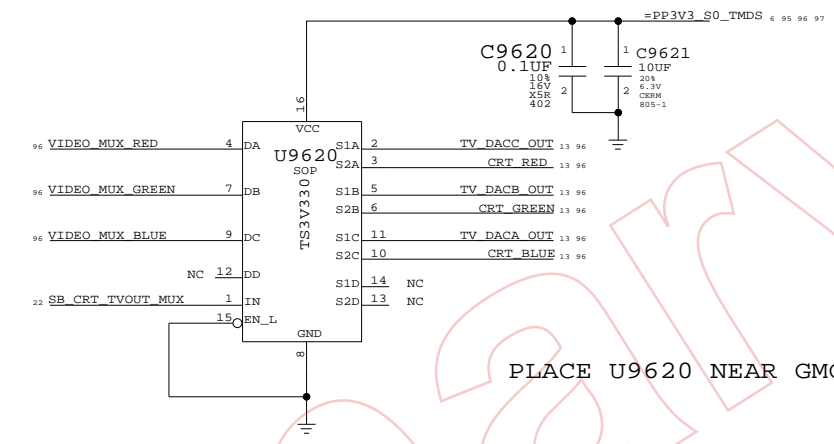 =PP3V3_S0_TMDS 6 95 96 97
C9620 1
0.1UF
10%
16V
X5R
402
2
1 C9621
10UF
20%
6.3V
CERM
805-1
2
16
VCC
96 VIDEO_MUX_RED 4 DA
U9620
SOP
TS3V330
S1A 2 TV_DACC_OUT 13 96
S2A 3 CRT_RED 13 96
96 VIDEO_MUX_GREEN 7 DB
S1B 5 TV_DACB_OUT 13 96
S2B 6 CRT_GREEN 13 96
96 VIDEO_MUX_BLUE 9 DC
S1C 11 TV_DACA_OUT 13 96
S2C 10 CRT_BLUE 13 96
NC 12 DD
S1D 14 NC
22 SB_CRT_TVOUT_MUX 1 IN
S2D 13 NC
15 EN_L
GND
8
PLACE U9620 NEAR GMC